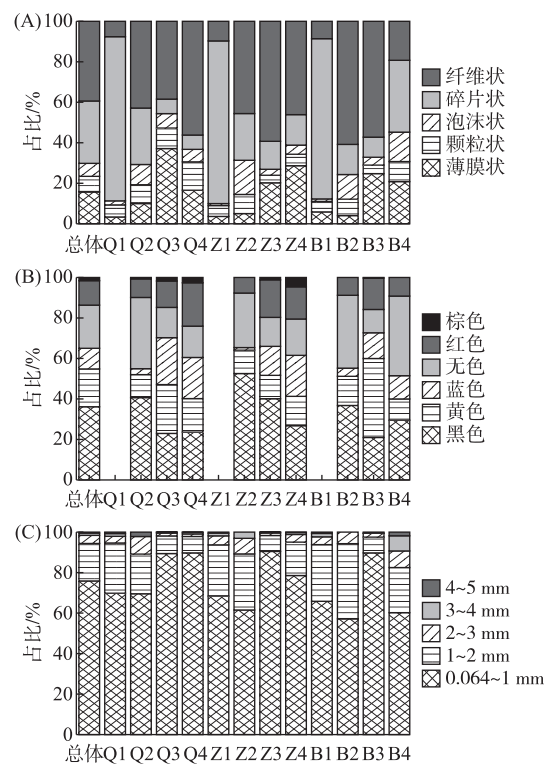 (A)
100
80
60
40
20
0
占比/%
总体 Q1 Q2 Q3 Q4 Z1 Z2 Z3 Z4 B1 B2 B3 B4
纤维状
碎片状
泡沫状
颗粒状
薄膜状
(B)
100
80
60
40
20
0
占比/%
总体 Q1 Q2 Q3 Q4 Z1 Z2 Z3 Z4 B1 B2 B3 B4
棕色
红色
无色
蓝色
黄色
黑色
(C)
100
80
60
40
20
0
占比/%
总体 Q1 Q2 Q3 Q4 Z1 Z2 Z3 Z4 B1 B2 B3 B4
4~5 mm
3~4 mm
2~3 mm
1~2 mm
0.064~1 mm